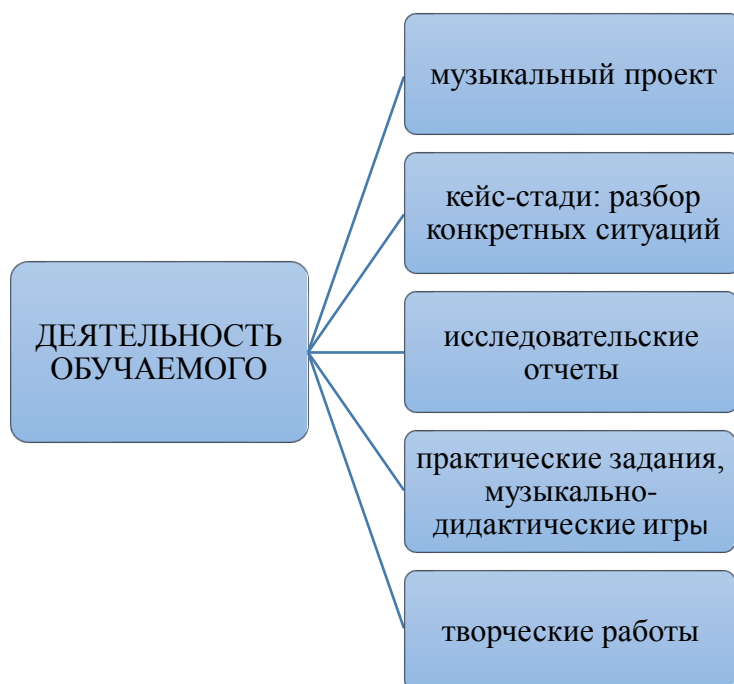 музыкальный проект
кейс-стади: разбор
конкретных ситуаций
ДЕЯТЕЛЬНОСТЬ
ОБУЧАЕМОГО
исследовательские
отчеты
практические задания,
музыкально-
дидактические игры
творческие работы